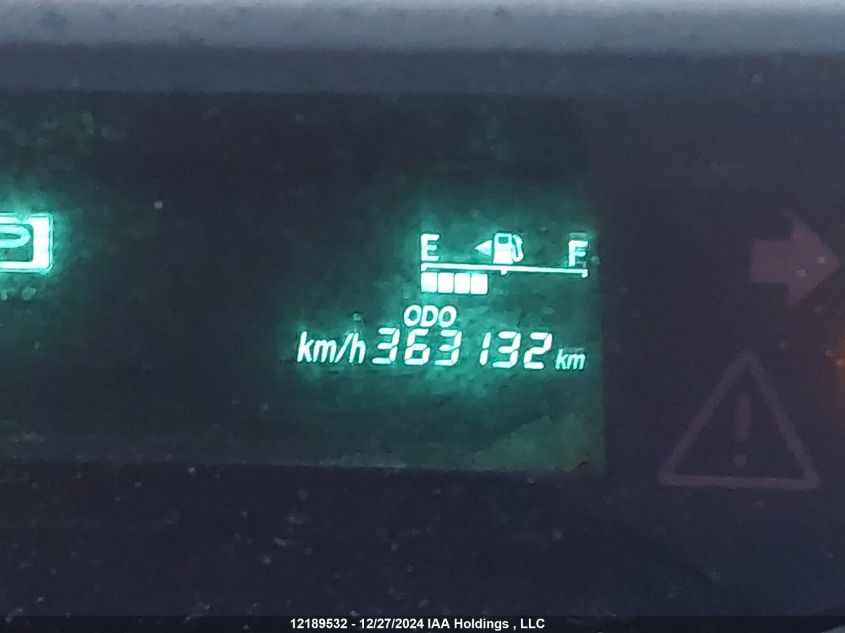 P
E F
ODO
km/h 363132 km
12189532 - 12/27/2024 IAA Holdings , LLC